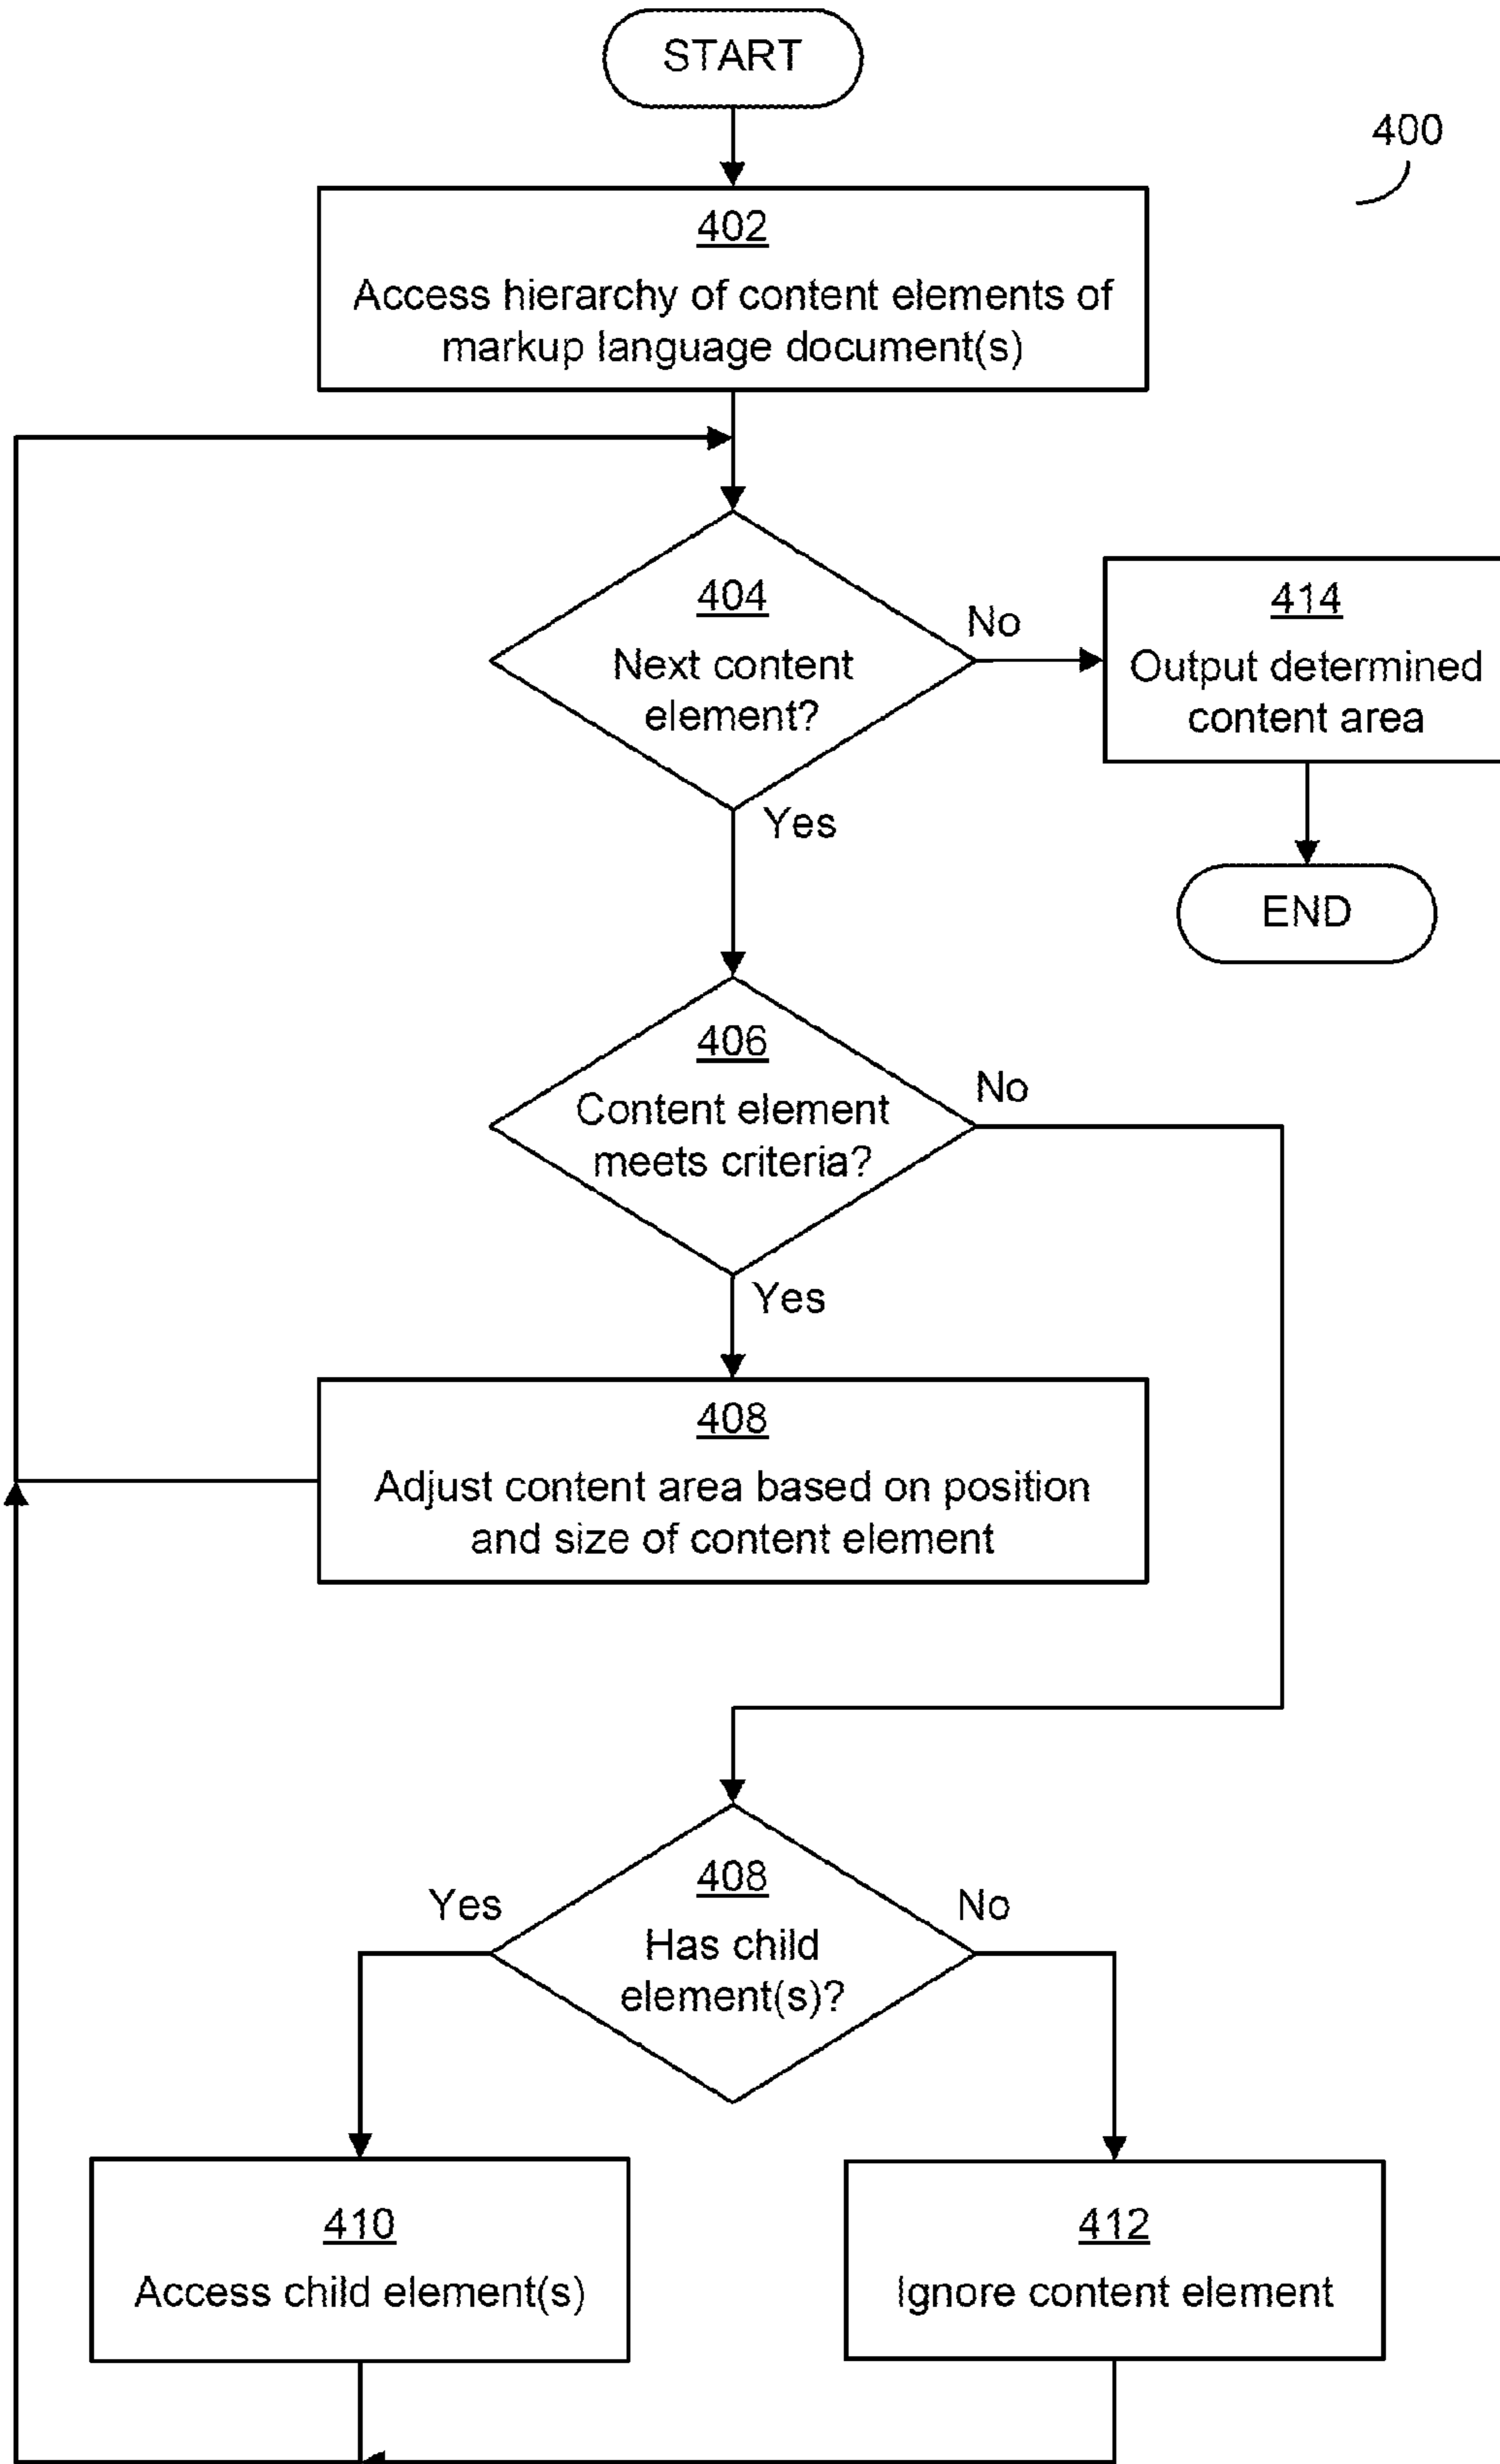 START
400
402
Access hierarchy of content elements of
markup language document(s)
404
Next content
element?
No
414
Output determined
content area
Yes
END
406
Content element
meets criteria?
No
Yes
408
Adjust content area based on position
and size of content element
408
Has child
element(s)?
Yes
No
410
Access child element(s)
412
Ignore content element